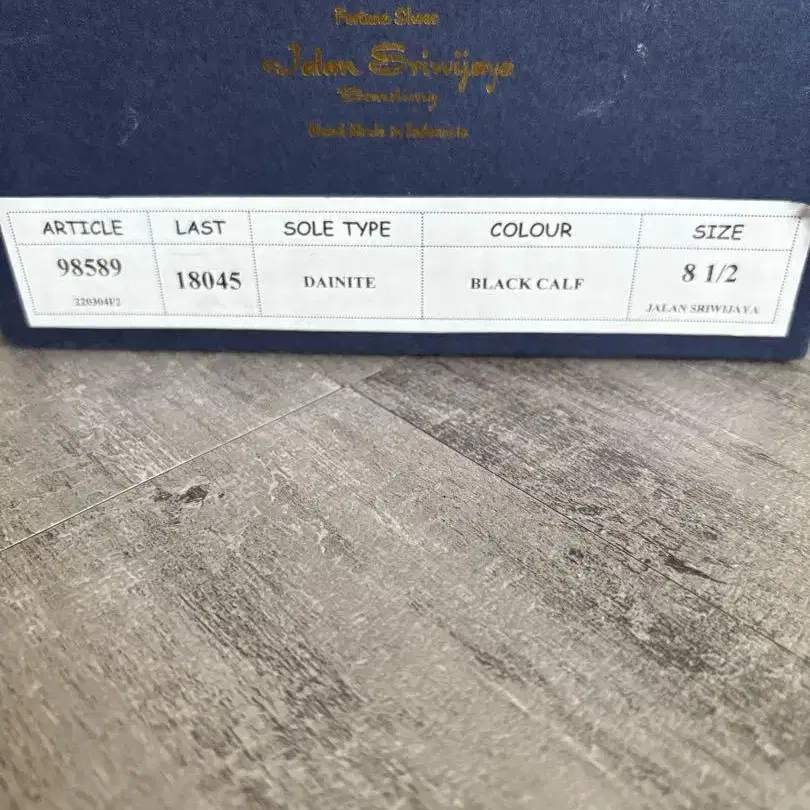 Fortuna Shoes
Jalan Sriwijaya
Bandung
Hand Made in Indonesia
ARTICLE LAST SOLE TYPE COLOUR SIZE
98589 18045 DAINITE BLACK CALF 8 1/2
220304F2 JALAN SRIWIJAYA